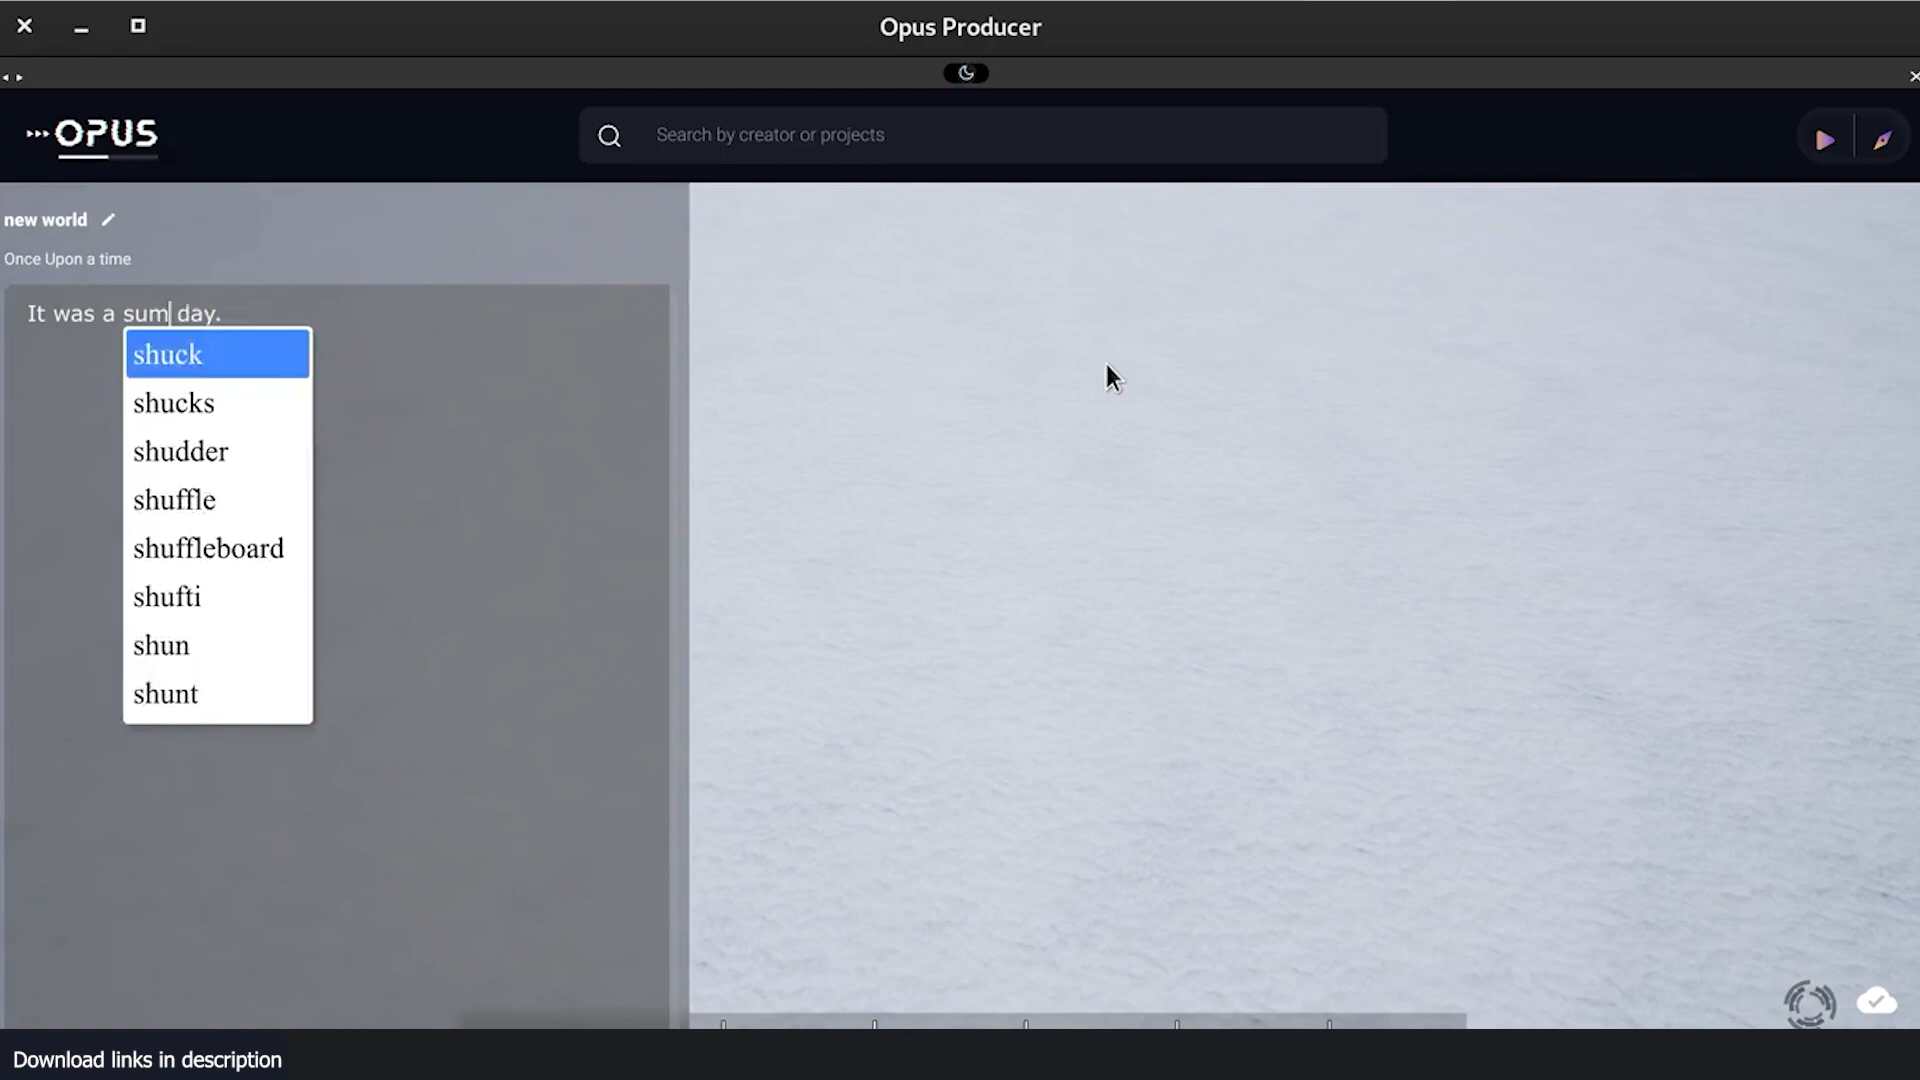 Opus Producer
OPUS
Search by creator or projects
new world
Once Upon a time
It was a sum day.
shuck
shucks
shudder
shuffle
shuffleboard
shufti
shun
shunt
Download links in description